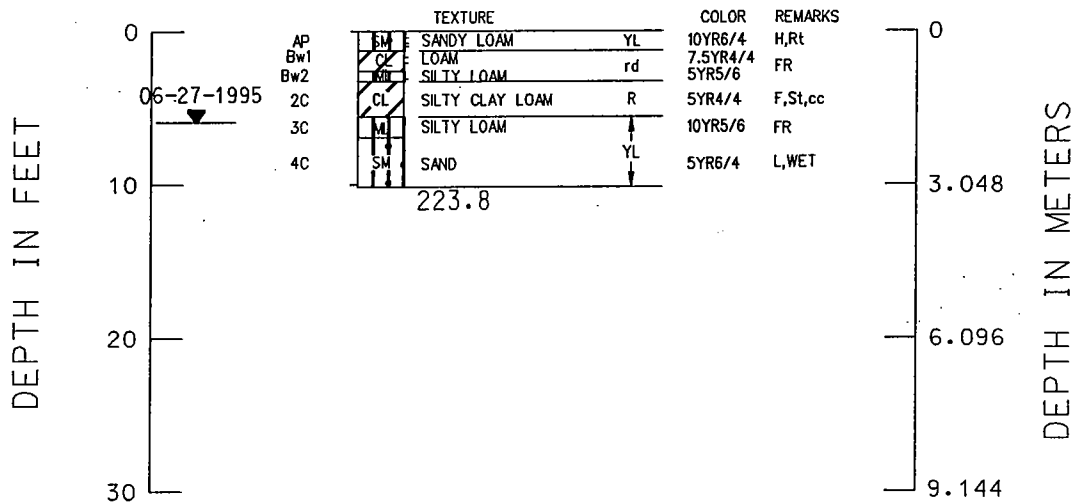 TEXTURE COLOR REMARKS
0 AP SM SANDY LOAM YL 10YR6/4 H,Rt 0
Bw1 CL LOAM rd 7.5YR4/4 FR
Bw2 ML SILTY LOAM 5YR5/6
06-27-1995 2C CL SILTY CLAY LOAM R 5YR4/4 F,St,cc
3C ML SILTY LOAM YL 10YR5/6 FR
4C SM SAND 5YR6/4 L,WET
10 3.048
223.8
20 6.096
30 9.144
DEPTH IN FEET
DEPTH IN METERS